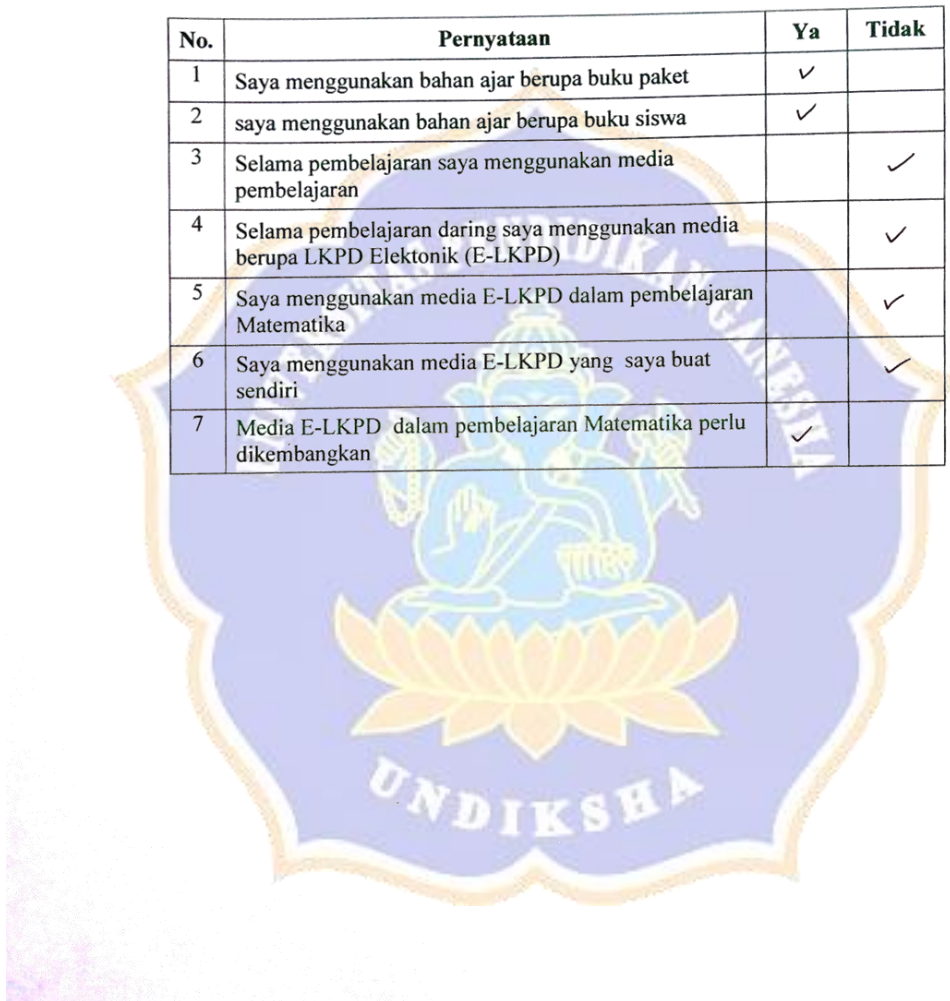 No. Pernyataan Ya Tidak
1 Saya menggunakan bahan ajar berupa buku paket ✓
2 saya menggunakan bahan ajar berupa buku siswa ✓
3 Selama pembelajaran saya menggunakan media
pembelajaran ✓
4 Selama pembelajaran daring saya menggunakan media
berupa LKPD Elektonik (E-LKPD) ✓
5 Saya menggunakan media E-LKPD dalam pembelajaran
Matematika ✓
6 Saya menggunakan media E-LKPD yang saya buat
sendiri ✓
7 Media E-LKPD dalam pembelajaran Matematika perlu
dikembangkan ✓
UNIVERSITAS PENDIDIKAN GANESHA
UNDIKSHA